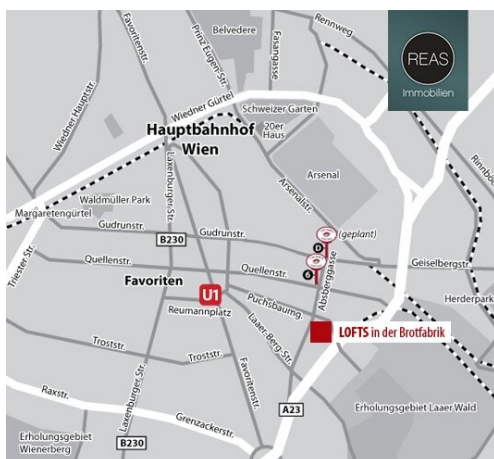 Rennweg
Favoritenstr.
Prinz Eugen-Str.
Belvedere
Fasangasse
REAS
Immobilien
Wiedner Hauptstr.
Wiedner Gürtel
Schweizer Garten
Hauptbahnhof
Wien
20er
Haus
Arsenal
Laxenburger-Str.
Arsenalstr.
Waldmüller Park
Margaretengürtel
Gudrunstr.
Gudrunstr.
(geplant)
D
B230
6
Triester Str.
Quellenstr.
Quellenstr.
Absberggasse
Geiselbergstr.
Favoriten
U1
Reumannplatz
Puchsbaumg.
Herderpark
Laaer-Berg-Str.
LOFTS in der Brotfabrik
Troststr.
Troststr.
Favoritenstr.
Laxenburger Str.
Raxstr.
A23
Grenzackerstr.
Erholungsgebiet Laaer Wald
Erholungsgebiet
Wienerberg
B230